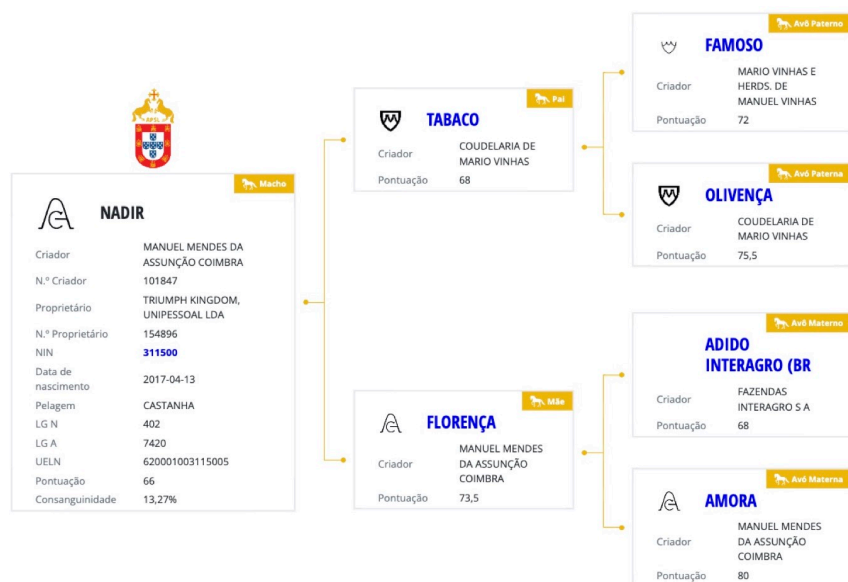 APSL
Macho
NADIR
Criador MANUEL MENDES DA
ASSUNÇÃO COIMBRA
N.º Criador 101847
Proprietário TRIUMPH KINGDOM,
UNIPESSOAL LDA
N.º Proprietário 154896
NIN 311500
Data de
nascimento 2017-04-13
Pelagem CASTANHA
LG N 402
LG A 7420
UELN 620001003115005
Pontuação 66
Consanguinidade 13,27%
Pai
TABACO
Criador COUDELARIA DE
MARIO VINHAS
Pontuação 68
Mãe
FLORENÇA
Criador MANUEL MENDES
DA ASSUNÇÃO
COIMBRA
Pontuação 73,5
Avô Paterno
FAMOSO
Criador MARIO VINHAS E
HERDS. DE
MANUEL VINHAS
Pontuação 72
Avó Paterna
OLIVENÇA
Criador COUDELARIA DE
MARIO VINHAS
Pontuação 75,5
Avô Materno
ADIDO
INTERAGRO (BR
Criador FAZENDAS
INTERAGRO S A
Pontuação 68
Avó Materna
AMORA
Criador MANUEL MENDES
DA ASSUNÇÃO
COIMBRA
Pontuação 80